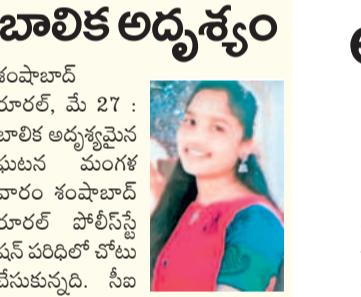 బాలిక అదృశ్యం
శంషాబాద్
రూరల్, మే 27 :
బాలిక అదృశ్యమైన
ఘటన మంగళ
వారం శంషాబాద్
రూరల్ పోలీస్‌స్టే
షన్ పరిధిలో చోటు
చేసుకున్నది. సీఐ